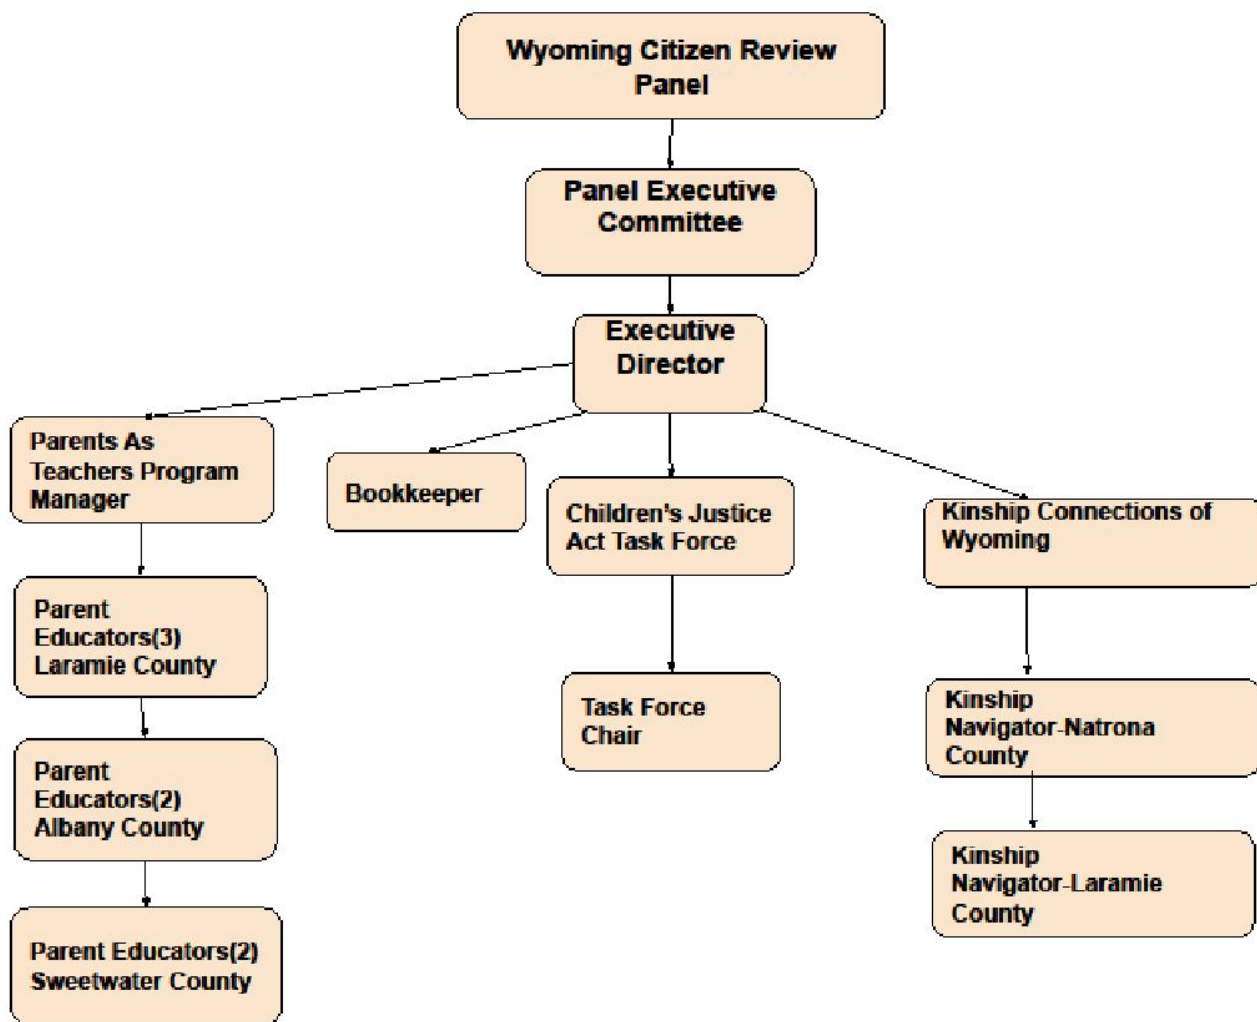 Wyoming Citizen Review
Panel
Panel Executive
Committee
Executive
Director
Parents As
Teachers Program
Manager
Bookkeeper
Children's Justice
Act Task Force
Kinship Connections of
Wyoming
Parent
Educators(3)
Laramie County
Task Force
Chair
Kinship
Navigator-Natrona
County
Parent
Educators(2)
Albany County
Kinship
Navigator-Laramie
County
Parent Educators(2)
Sweetwater County